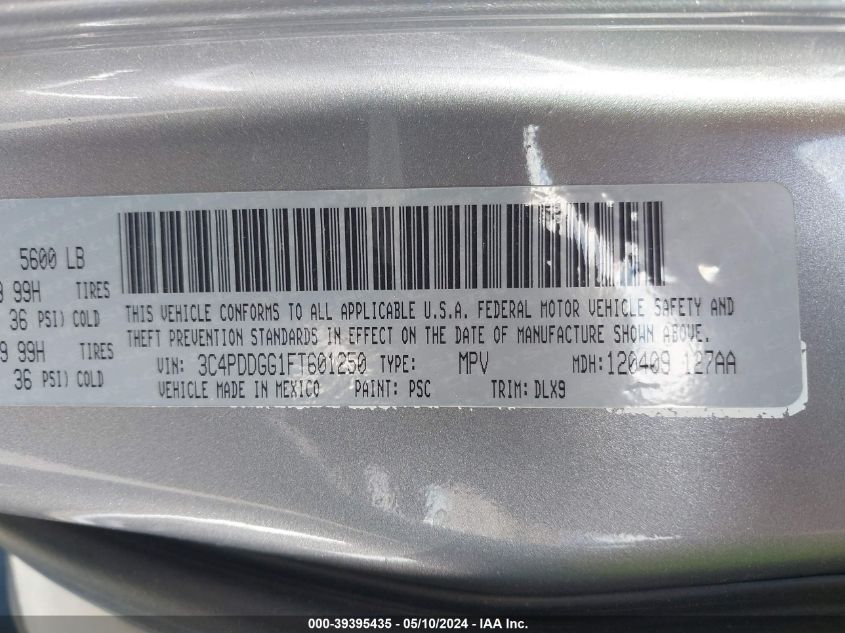 5600 LB
99H TIRES
36 PSI) COLD
99H TIRES
36 PSI) COLD
THIS VEHICLE CONFORMS TO ALL APPLICABLE U.S.A. FEDERAL MOTOR VEHICLE SAFETY AND
THEFT PREVENTION STANDARDS IN EFFECT ON THE DATE OF MANUFACTURE SHOWN ABOVE.
VIN: 3C4PDDGG1FT601250 TYPE: MPV MDH: 120409 127AA
VEHICLE MADE IN MEXICO PAINT: PSC TRIM: DLX9
000-39395435 - 05/10/2024 - IAA Inc.